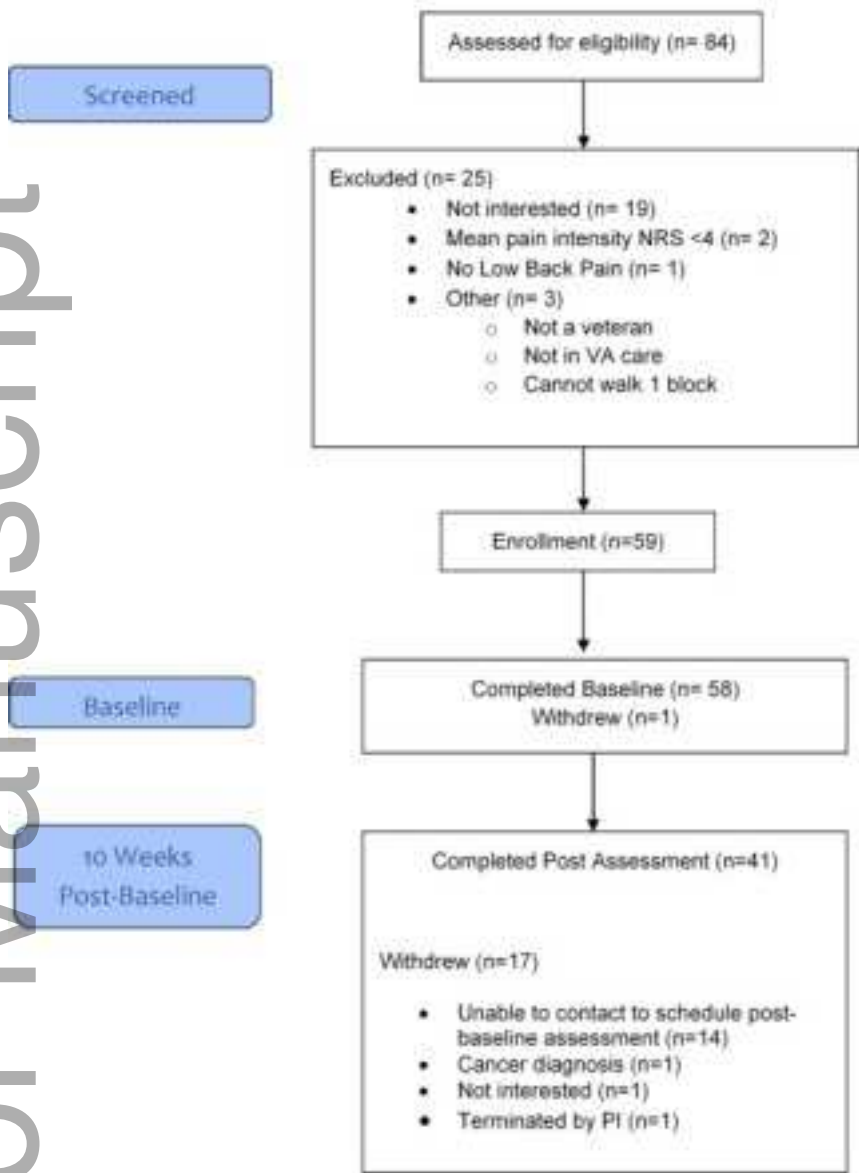 Assessed for eligibility (n= 84)
Screened
Excluded (n= 25)
• Not interested (n= 19)
• Mean pain intensity NRS <4 (n= 2)
• No Low Back Pain (n= 1)
• Other (n= 3)
○ Not a veteran
○ Not in VA care
○ Cannot walk 1 block
Enrollment (n=59)
Baseline
Completed Baseline (n= 58)
Withdrew (n=1)
10 Weeks
Post-Baseline
Completed Post Assessment (n=41)
Withdrew (n=17)
• Unable to contact to schedule post-
baseline assessment (n=14)
• Cancer diagnosis (n=1)
• Not interested (n=1)
• Terminated by PI (n=1)